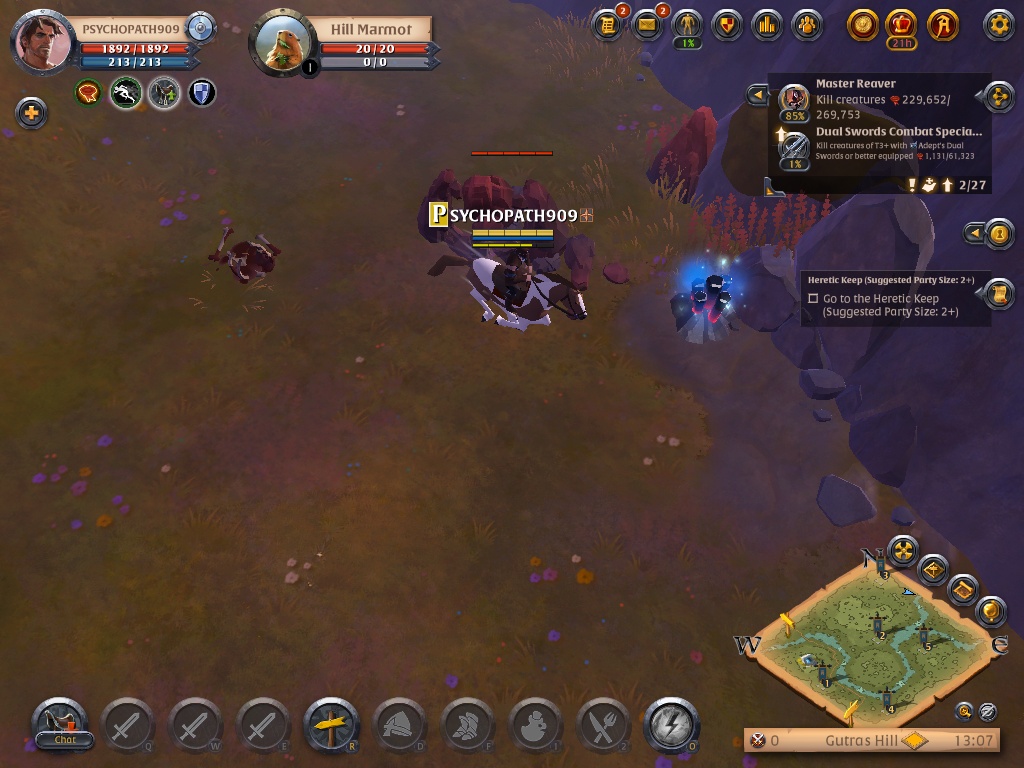 PSYCHOPATH909
1892 / 1892
213 / 213
Hill Marmot
20 / 20
0 / 0
I
2
2
1%
21h
Master Reaver
Kill creatures 229,652/
269,753
85%
Dual Swords Combat Specia...
Kill creatures of T3+ with Adept's Dual
Swords or better equipped 1,131/61,323
1%
2/27
PSYCHOPATH909
Heretic Keep (Suggested Party Size: 2+)
Go to the Heretic Keep
(Suggested Party Size: 2+)
N
W
E
3
2
5
1
4
Chat
Q
W
E
R
D
F
1
2
0
Gutras Hill
13:07